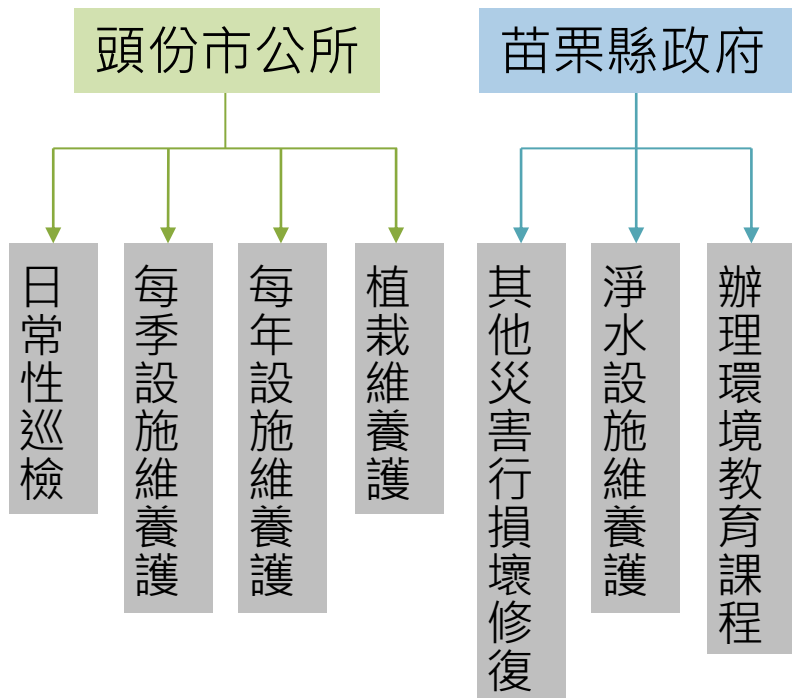 頭份市公所
苗栗縣政府
日常性巡檢
每季設施維養護
每年設施維養護
植栽維養護
其他災害行損壞修復
淨水設施維養護
辦理環境教育課程